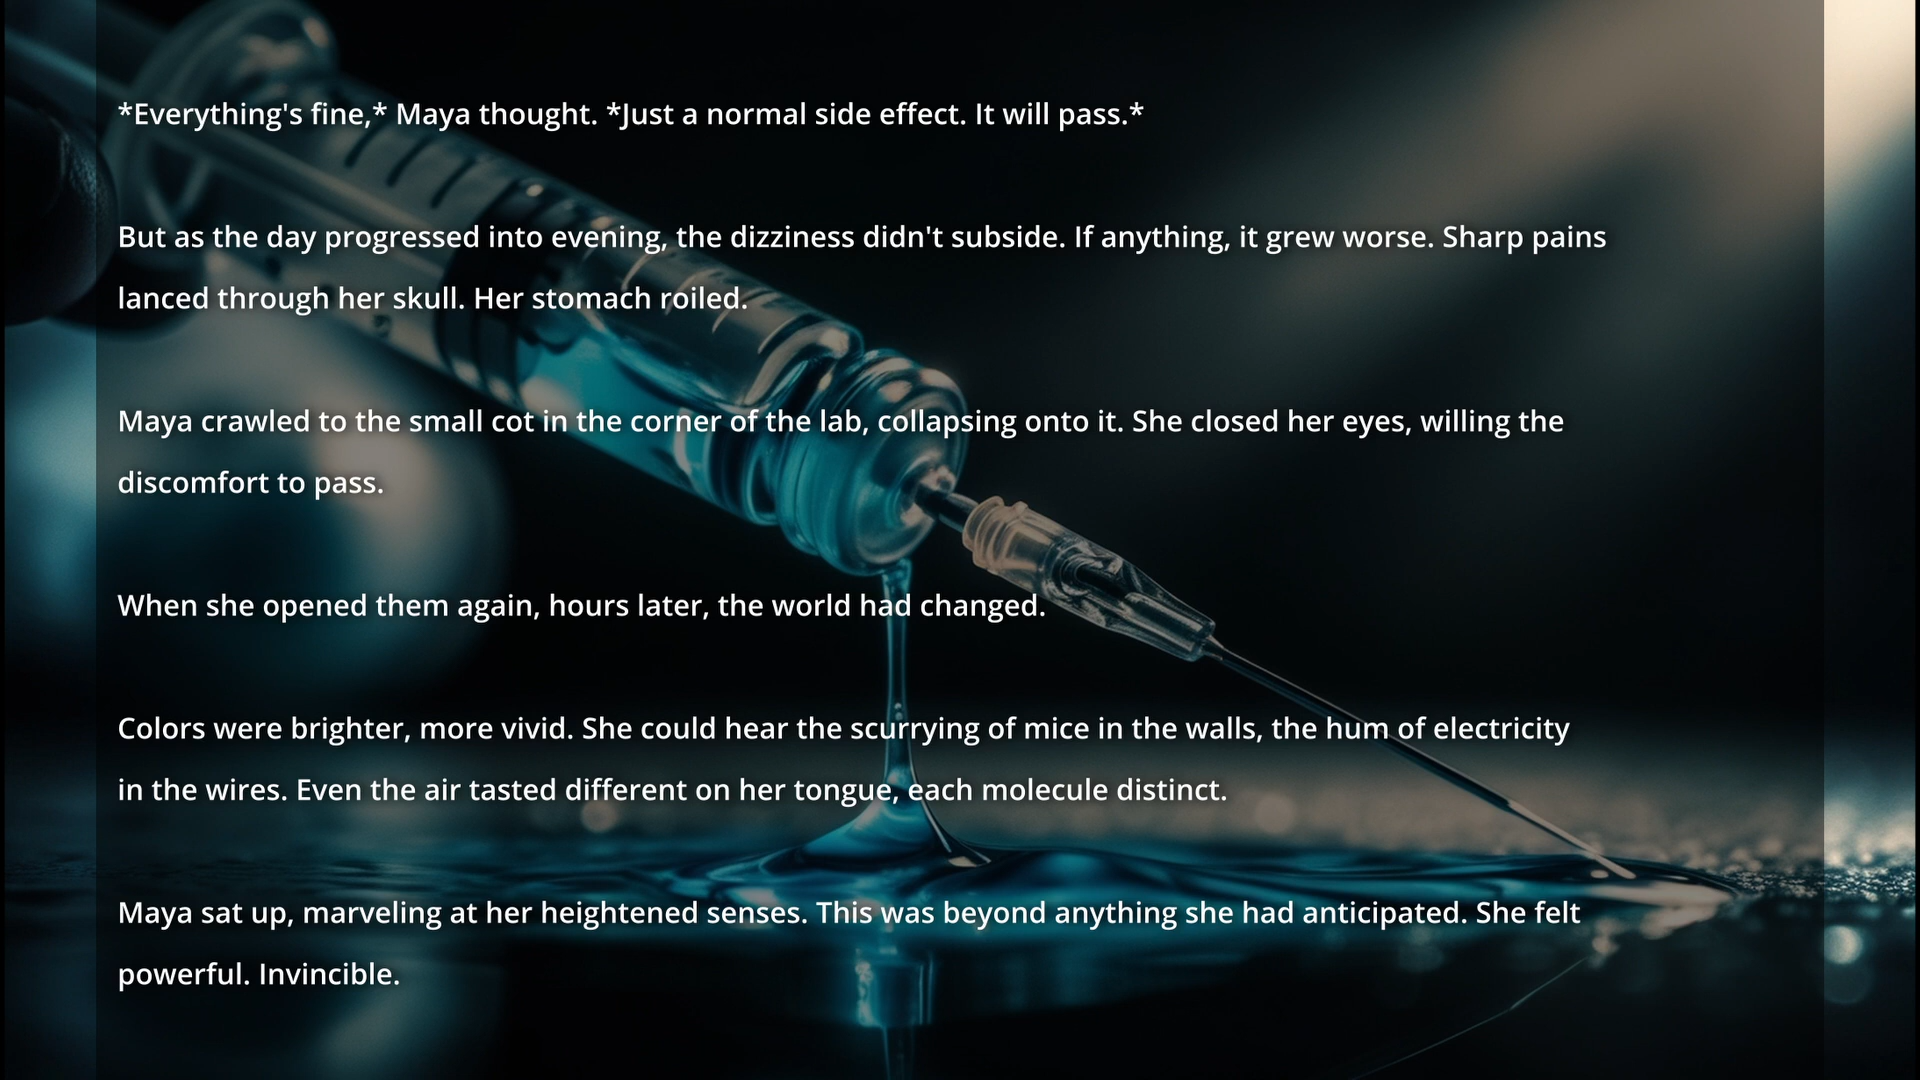 *Everything's fine,* Maya thought. *Just a normal side effect. It will pass.*
But as the day progressed into evening, the dizziness didn't subside. If anything, it grew worse. Sharp pains
lanced through her skull. Her stomach roiled.
Maya crawled to the small cot in the corner of the lab, collapsing onto it. She closed her eyes, willing the
discomfort to pass.
When she opened them again, hours later, the world had changed.
Colors were brighter, more vivid. She could hear the scurrying of mice in the walls, the hum of electricity
in the wires. Even the air tasted different on her tongue, each molecule distinct.
Maya sat up, marveling at her heightened senses. This was beyond anything she had anticipated. She felt
powerful. Invincible.